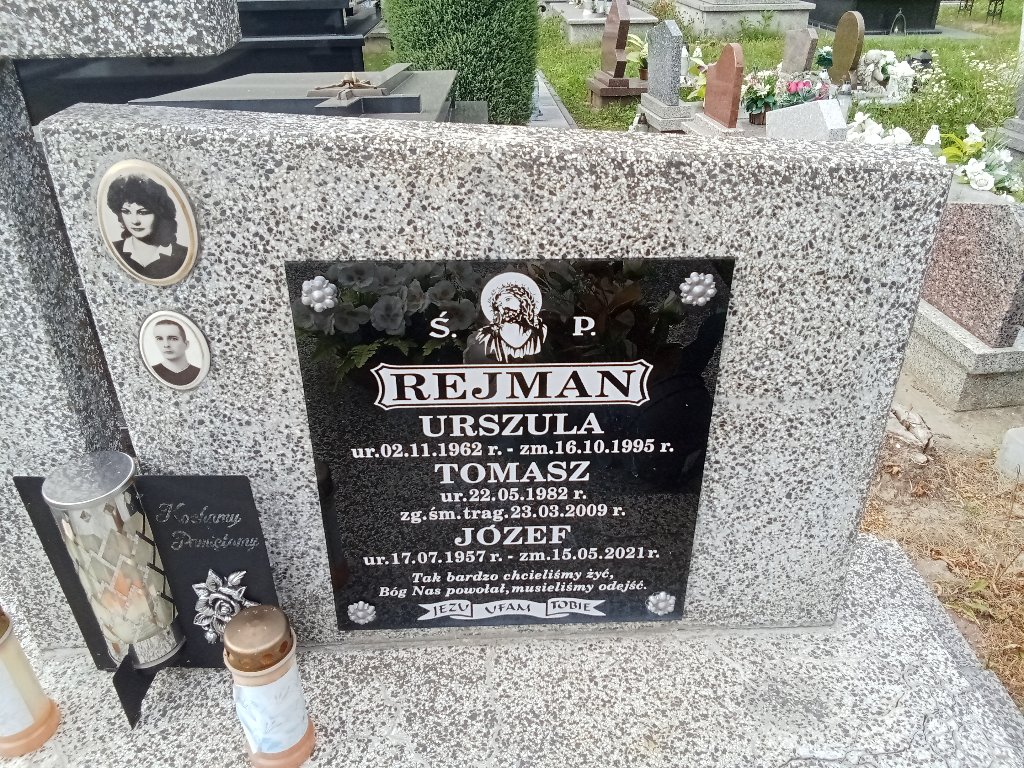 Ś. P.
REJMAN
URSZULA
ur.02.11.1962 r. - zm.16.10.1995 r.
TOMASZ
ur.22.05.1982 r.
zg.śm.trag.23.03.2009 r.
JÓZEF
ur.17.07.1957 r. - zm.15.05.2021 r.
Tak bardzo chcieliśmy żyć,
Bóg Nas powołał, musieliśmy odejść.
JEZU UFAM TOBIE
Kochamy
Pamiętamy